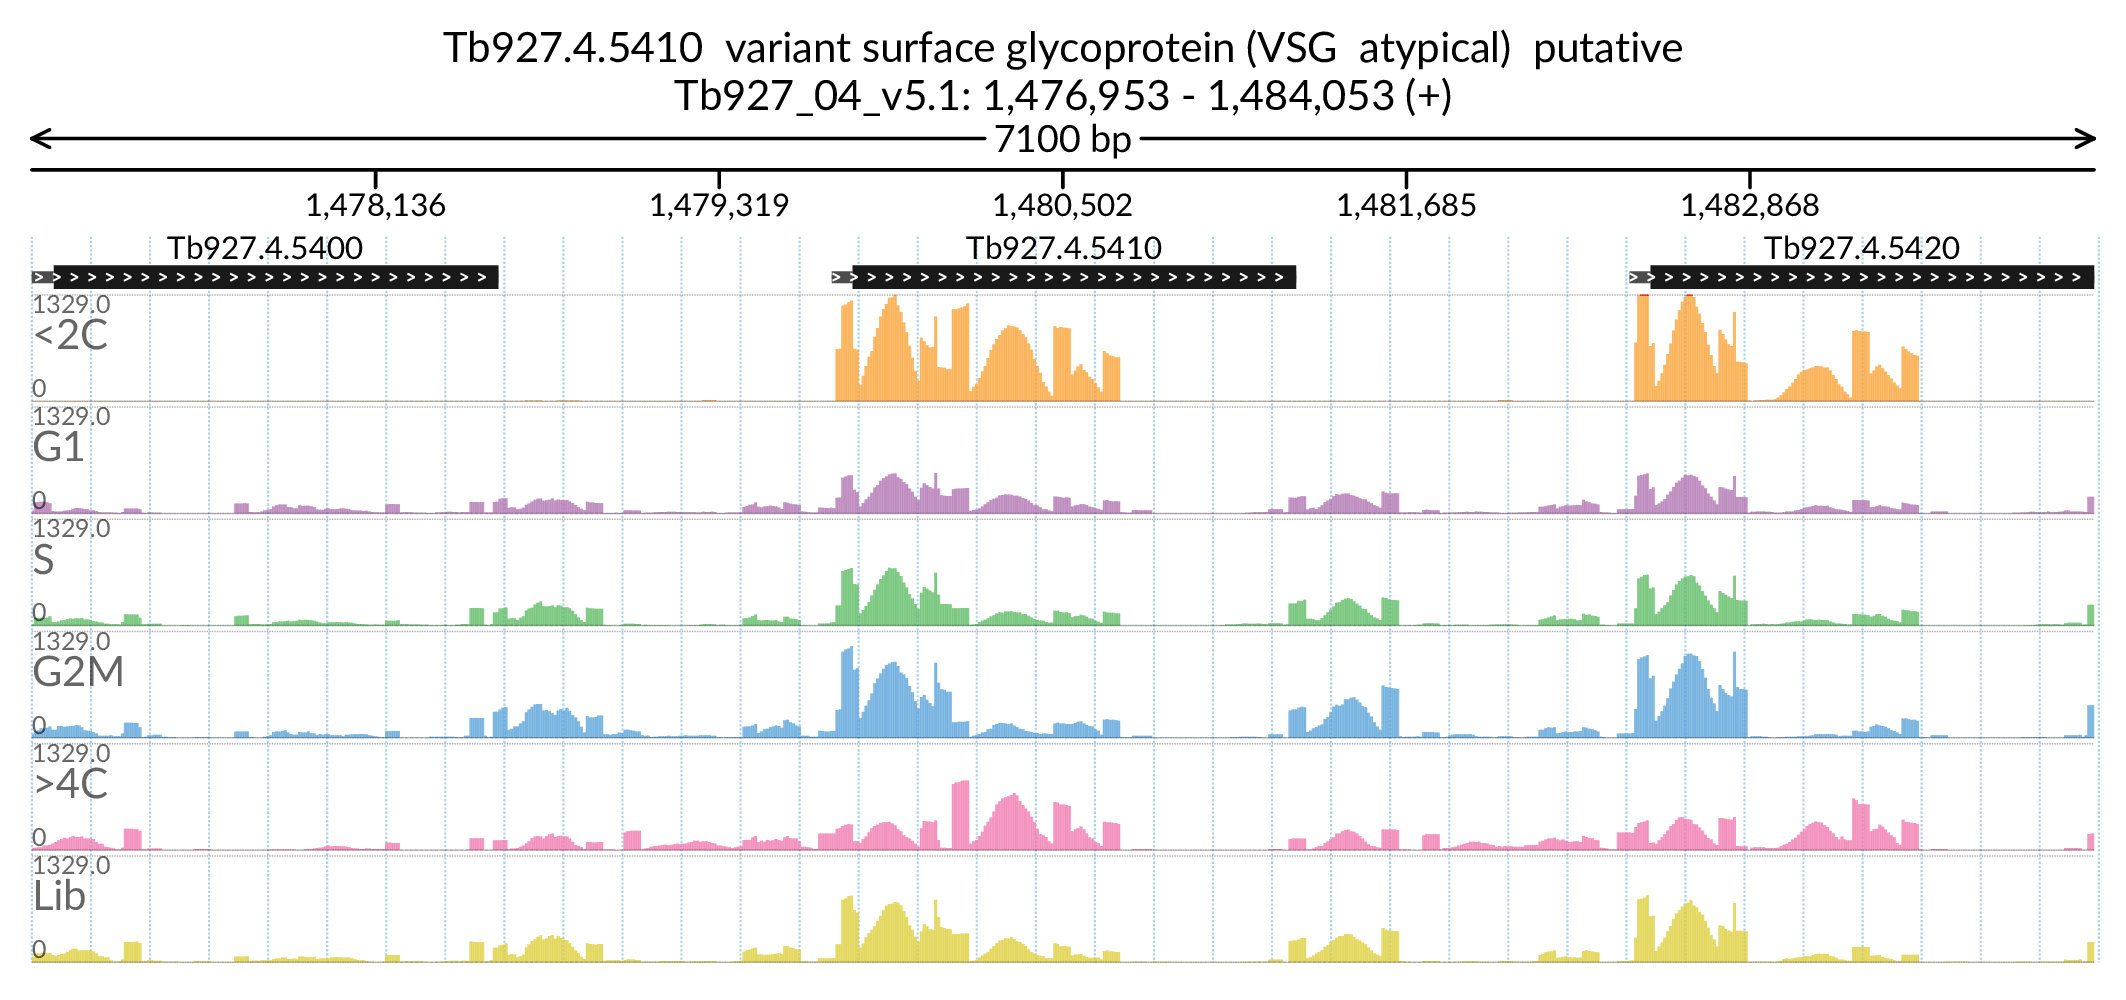 Tb927.4.5410  variant surface glycoprotein (VSG  atypical)  putative
Tb927_04_v5.1: 1,476,953 - 1,484,053 (+)
7100 bp
1,478,136 1,479,319 1,480,502 1,481,685 1,482,868
Tb927.4.5400 Tb927.4.5410 Tb927.4.5420
1329.0
<2C
0
1329.0
G1
0
1329.0
S
0
1329.0
G2M
0
1329.0
>4C
0
1329.0
Lib
0